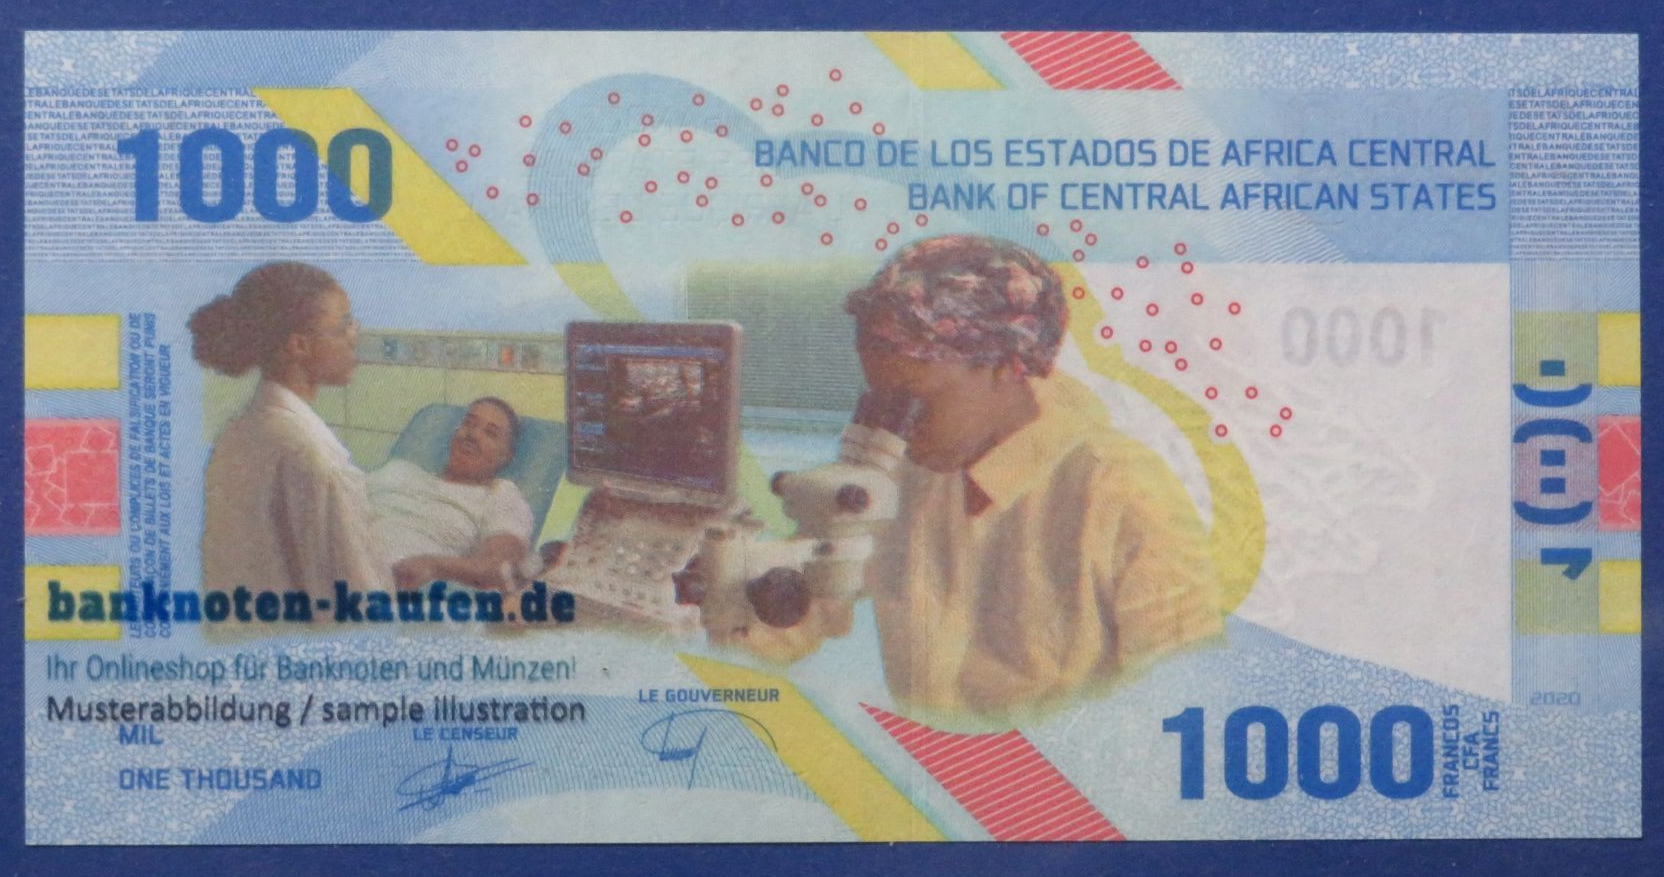 1000
BANCO DE LOS ESTADOS DE AFRICA CENTRAL
BANK OF CENTRAL AFRICAN STATES
1000
banknoten-kaufen.de
Ihr Onlineshop für Banknoten und Münzen!
Musterabbildung / sample illustration
LE GOUVERNEUR
LE CENSEUR
MIL
ONE THOUSAND
2020
1000
FRANCOS
CFA
FRANCS